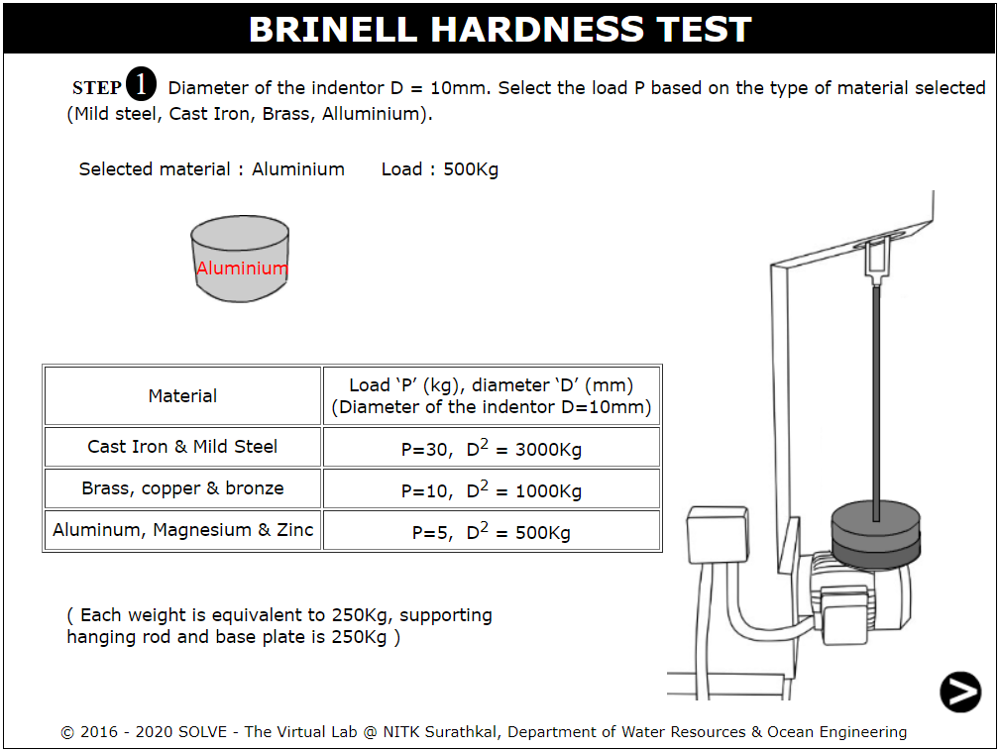 BRINELL HARDNESS TEST
STEP 1 Diameter of the indentor D = 10mm. Select the load P based on the type of material selected
(Mild steel, Cast Iron, Brass, Alluminium).
Selected material : Aluminium Load : 500Kg
Aluminium
Material
Load ‘P’ (kg), diameter ‘D’ (mm)
(Diameter of the indentor D=10mm)
Cast Iron & Mild Steel
P=30, D² = 3000Kg
Brass, copper & bronze
P=10, D² = 1000Kg
Aluminum, Magnesium & Zinc
P=5, D² = 500Kg
( Each weight is equivalent to 250Kg, supporting
hanging rod and base plate is 250Kg )
© 2016 - 2020 SOLVE - The Virtual Lab @ NITK Surathkal, Department of Water Resources & Ocean Engineering